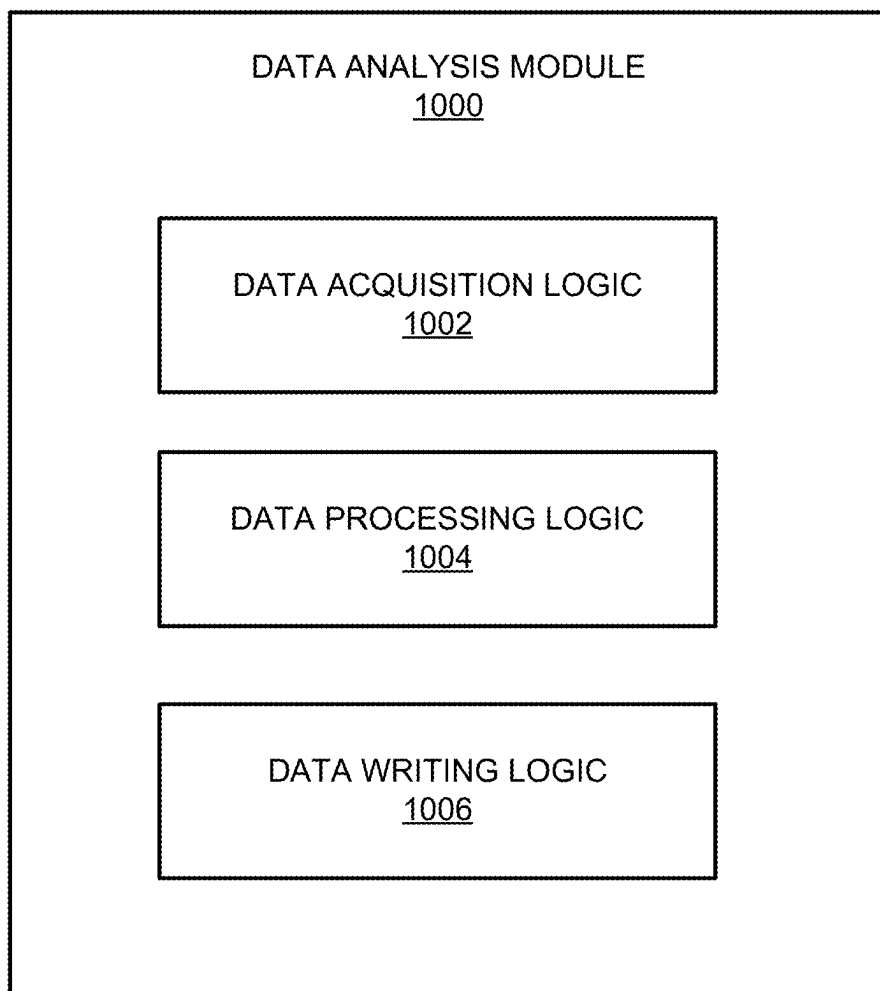 DATA ANALYSIS MODULE
1000
DATA ACQUISITION LOGIC
1002
DATA PROCESSING LOGIC
1004
DATA WRITING LOGIC
1006